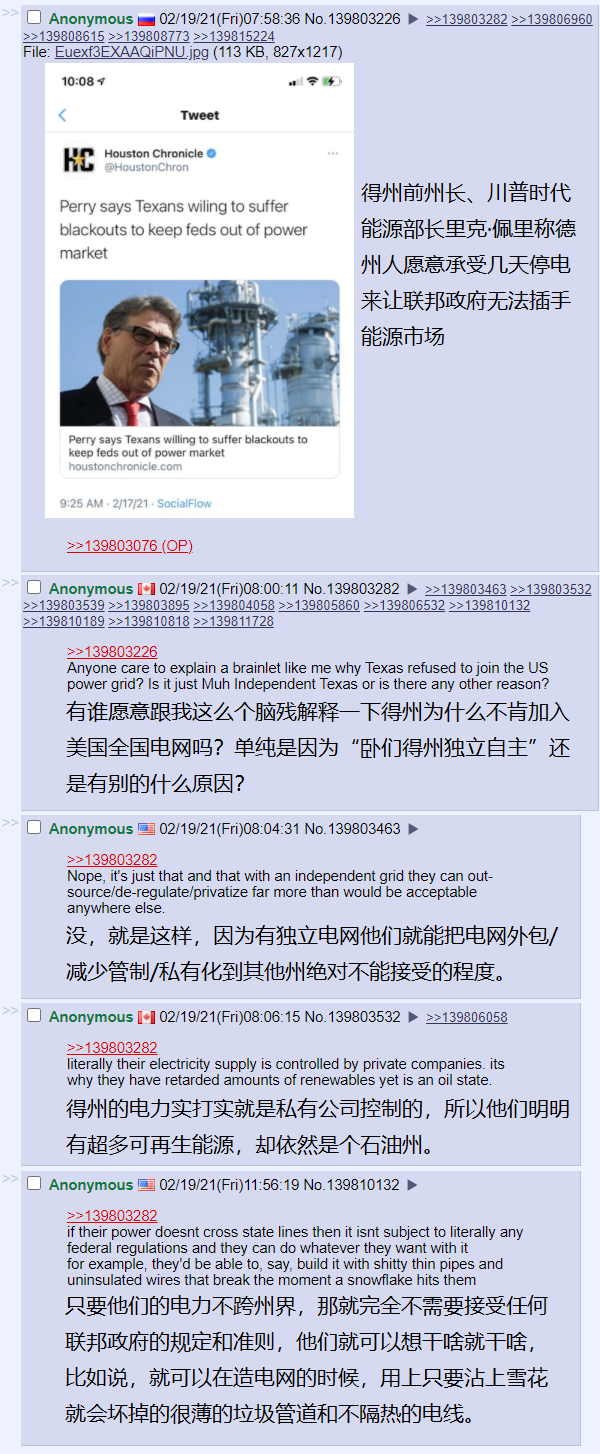 >> Anonymous 02/19/21(Fri)07:58:36 No.139803226 ▶ >>139803282 >>139806960
>>139808615 >>139808773 >>139815224
File: Euexf3EXAAQiPNU.jpg (113 KB, 827x1217)
10:08
Tweet
HC Houston Chronicle
@HoustonChron
Perry says Texans wiling to suffer
blackouts to keep feds out of power
market
Perry says Texans willing to suffer blackouts to
keep feds out of power market
houstonchronicle.com
9:25 AM · 2/17/21 · SocialFlow
得州前州长、川普时代
能源部长里克·佩里称德
州人愿意承受几天停电
来让联邦政府无法插手
能源市场
>>139803076 (OP)
>> Anonymous 02/19/21(Fri)08:00:11 No.139803282 ▶ >>139803463 >>139803532
>>139803539 >>139803895 >>139804058 >>139805860 >>139806532 >>139810132
>>139810189 >>139810818 >>139811728
>>139803226
Anyone care to explain a brainlet like me why Texas refused to join the US
power grid? Is it just Muh Independent Texas or is there any other reason?
有谁愿意跟我这么个脑残解释一下得州为什么不肯加入
美国全国电网吗？单纯是因为“卧们得州独立自主”还
是有别的什么原因？
>> Anonymous 02/19/21(Fri)08:04:31 No.139803463 ▶
>>139803282
Nope, it's just that and that with an independent grid they can out-
source/de-regulate/privatize far more than would be acceptable
anywhere else.
没，就是这样，因为有独立电网他们就能把电网外包/
减少管制/私有化到其他州绝对不能接受的程度。
>> Anonymous 02/19/21(Fri)08:06:15 No.139803532 ▶ >>139806058
>>139803282
literally their electricity supply is controlled by private companies. its
why they have retarded amounts of renewables yet is an oil state.
得州的电力实打实就是私有公司控制的，所以他们明明
有超多可再生能源，却依然是个石油州。
>> Anonymous 02/19/21(Fri)11:56:19 No.139810132 ▶
>>139803282
if their power doesnt cross state lines then it isnt subject to literally any
federal regulations and they can do whatever they want with it
for example, they'd be able to, say, build it with shitty thin pipes and
uninsulated wires that break the moment a snowflake hits them
只要他们的电力不跨州界，那就完全不需要接受任何
联邦政府的规定和准则，他们就可以想干啥就干啥，
比如说，就可以在造电网的时候，用上只要沾上雪花
就会坏掉的很薄的垃圾管道和不隔热的电线。